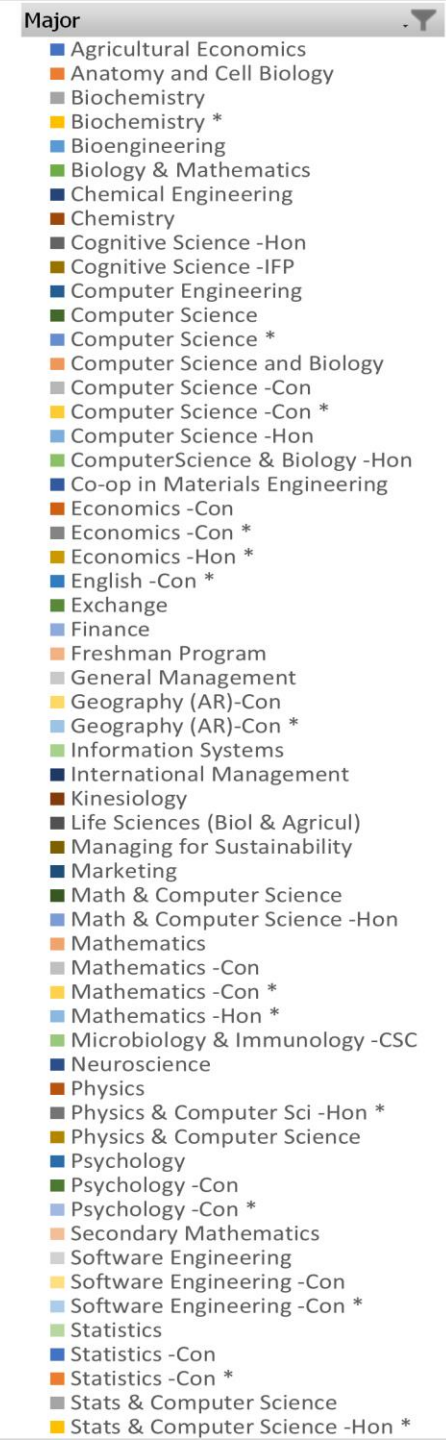 Major
Agricultural Economics
Anatomy and Cell Biology
Biochemistry
Biochemistry *
Bioengineering
Biology & Mathematics
Chemical Engineering
Chemistry
Cognitive Science -Hon
Cognitive Science -IFP
Computer Engineering
Computer Science
Computer Science *
Computer Science and Biology
Computer Science -Con
Computer Science -Con *
Computer Science -Hon
ComputerScience & Biology -Hon
Co-op in Materials Engineering
Economics -Con
Economics -Con *
Economics -Hon *
English -Con *
Exchange
Finance
Freshman Program
General Management
Geography (AR)-Con
Geography (AR)-Con *
Information Systems
International Management
Kinesiology
Life Sciences (Biol & Agricul)
Managing for Sustainability
Marketing
Math & Computer Science
Math & Computer Science -Hon
Mathematics
Mathematics -Con
Mathematics -Con *
Mathematics -Hon *
Microbiology & Immunology -CSC
Neuroscience
Physics
Physics & Computer Sci -Hon *
Physics & Computer Science
Psychology
Psychology -Con
Psychology -Con *
Secondary Mathematics
Software Engineering
Software Engineering -Con
Software Engineering -Con *
Statistics
Statistics -Con
Statistics -Con *
Stats & Computer Science
Stats & Computer Science -Hon *